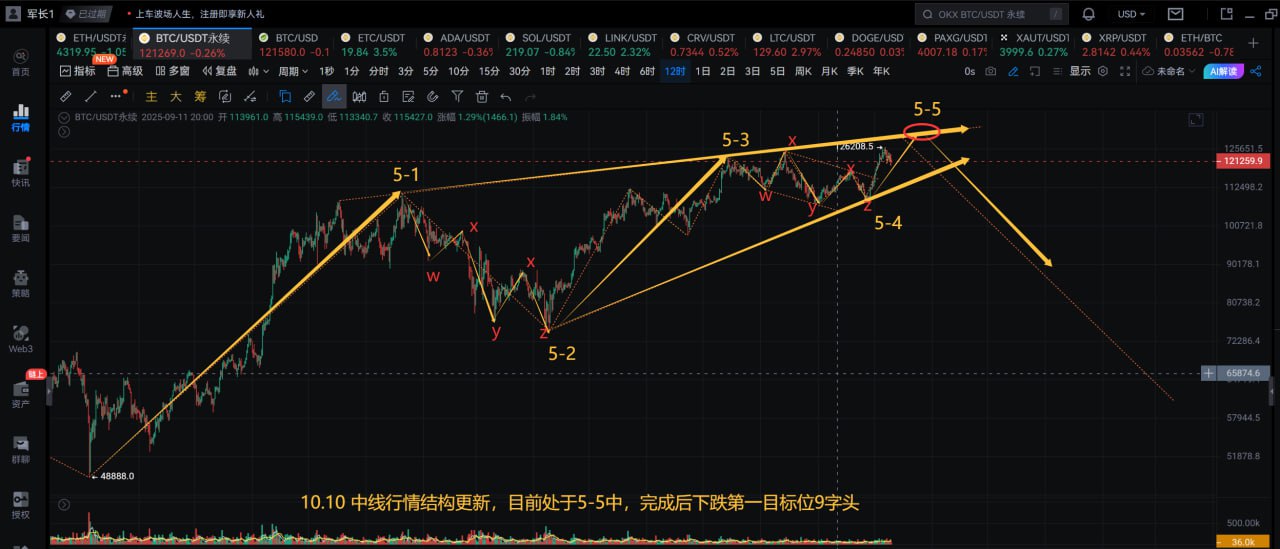 军长1 已过期 • 上车波场人生，注册即享新人礼
OKX BTC/USDT 永续 / USD
ETH/USDT永 BTC/USDT永续 BTC/USD ETC/USDT ADA/USDT SOL/USDT LINK/USDT CRV/USDT LTC/USDT DOGE/USDT PAXG/USDT XAUT/USDT XRP/USDT ETH/BTC
4319.95 -1.05 121269.0 -0.26% 121580.0 -0.1 19.84 3.5% 0.8123 -0.36% 219.07 -0.84% 22.50 2.32% 0.7344 0.52% 129.60 2.97% 0.24850 0.03% 4007.18 0.17% 3999.6 0.27% 2.8142 0.44% 0.03562 -0.78
NEW
指标 高级 多窗 复盘 周期 1秒 1分 分时 3分 5分 10分 15分 30分 1时 2时 3时 4时 6时 12时 1日 2日 3日 5日 周K 月K 季K 年K 0s 显示 未命名 AI解读
主 大 筹
BTC/USDT永续 2025-09-11 20:00 开 113961.0 高 115439.0 低 113340.7 收 115427.0 涨幅 1.29%(1466.1) 振幅 1.84%
首页
行情
快讯
要闻
策略
Web3
链上
资产
群聊
授权
5-5
5-3
x
126208.5
125651.5
121259.9
5-1
x
w
112498.2
y
z
5-4
100721.8
x
w
x
90178.1
80738.2
y
z
5-2
72286.4
65874.6
57944.5
51878.8
48888.0
10.10 中线行情结构更新，目前处于5-5中，完成后下跌第一目标位9字头
500.00k
36.0k